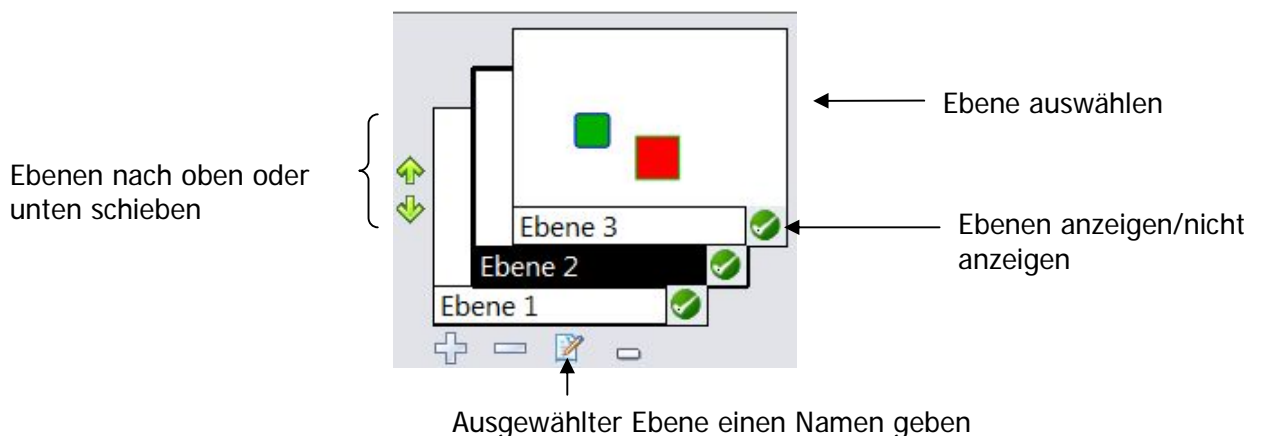 Ebene auswählen
Ebenen nach oben oder
unten schieben
Ebene 3
Ebenen anzeigen/nicht
anzeigen
Ebene 2
Ebene 1
Ausgewählter Ebene einen Namen geben